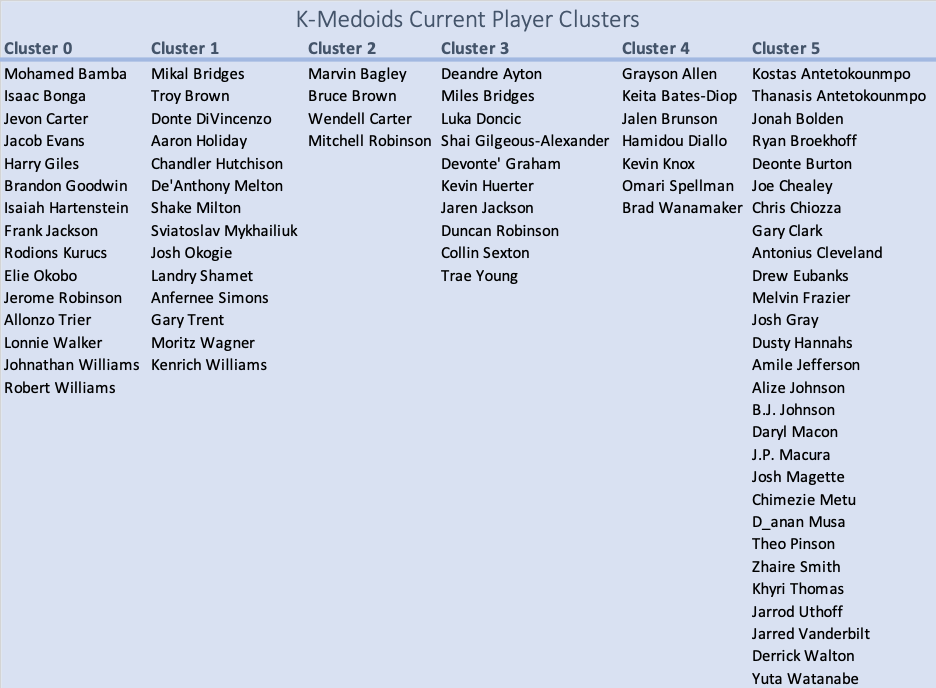 K-Medoids Current Player Clusters
Cluster 0 Cluster 1 Cluster 2 Cluster 3 Cluster 4 Cluster 5
Mohamed Bamba Mikal Bridges Marvin Bagley Deandre Ayton Grayson Allen Kostas Antetokounmpo
Isaac Bonga Troy Brown Bruce Brown Miles Bridges Keita Bates-Diop Thanasis Antetokounmpo
Jevon Carter Donte DiVincenzo Wendell Carter Luka Doncic Jalen Brunson Jonah Bolden
Jacob Evans Aaron Holiday Mitchell Robinson Shai Gilgeous-Alexander Hamidou Diallo Ryan Broekhoff
Harry Giles Chandler Hutchison Devonte' Graham Kevin Knox Deonte Burton
Brandon Goodwin De'Anthony Melton Kevin Huerter Omari Spellman Joe Chealey
Isaiah Hartenstein Shake Milton Jaren Jackson Brad Wanamaker Chris Chiozza
Frank Jackson Sviatoslav Mykhailiuk Duncan Robinson Gary Clark
Rodions Kurucs Josh Okogie Collin Sexton Antonius Cleveland
Elie Okobo Landry Shamet Trae Young Drew Eubanks
Jerome Robinson Anfernee Simons Melvin Frazier
Allonzo Trier Gary Trent Josh Gray
Lonnie Walker Moritz Wagner Dusty Hannahs
Johnathan Williams Kenrich Williams Amile Jefferson
Robert Williams Alize Johnson
B.J. Johnson
Daryl Macon
J.P. Macura
Josh Magette
Chimezie Metu
D_anan Musa
Theo Pinson
Zhaire Smith
Khyri Thomas
Jarrod Uthoff
Jarred Vanderbilt
Derrick Walton
Yuta Watanabe